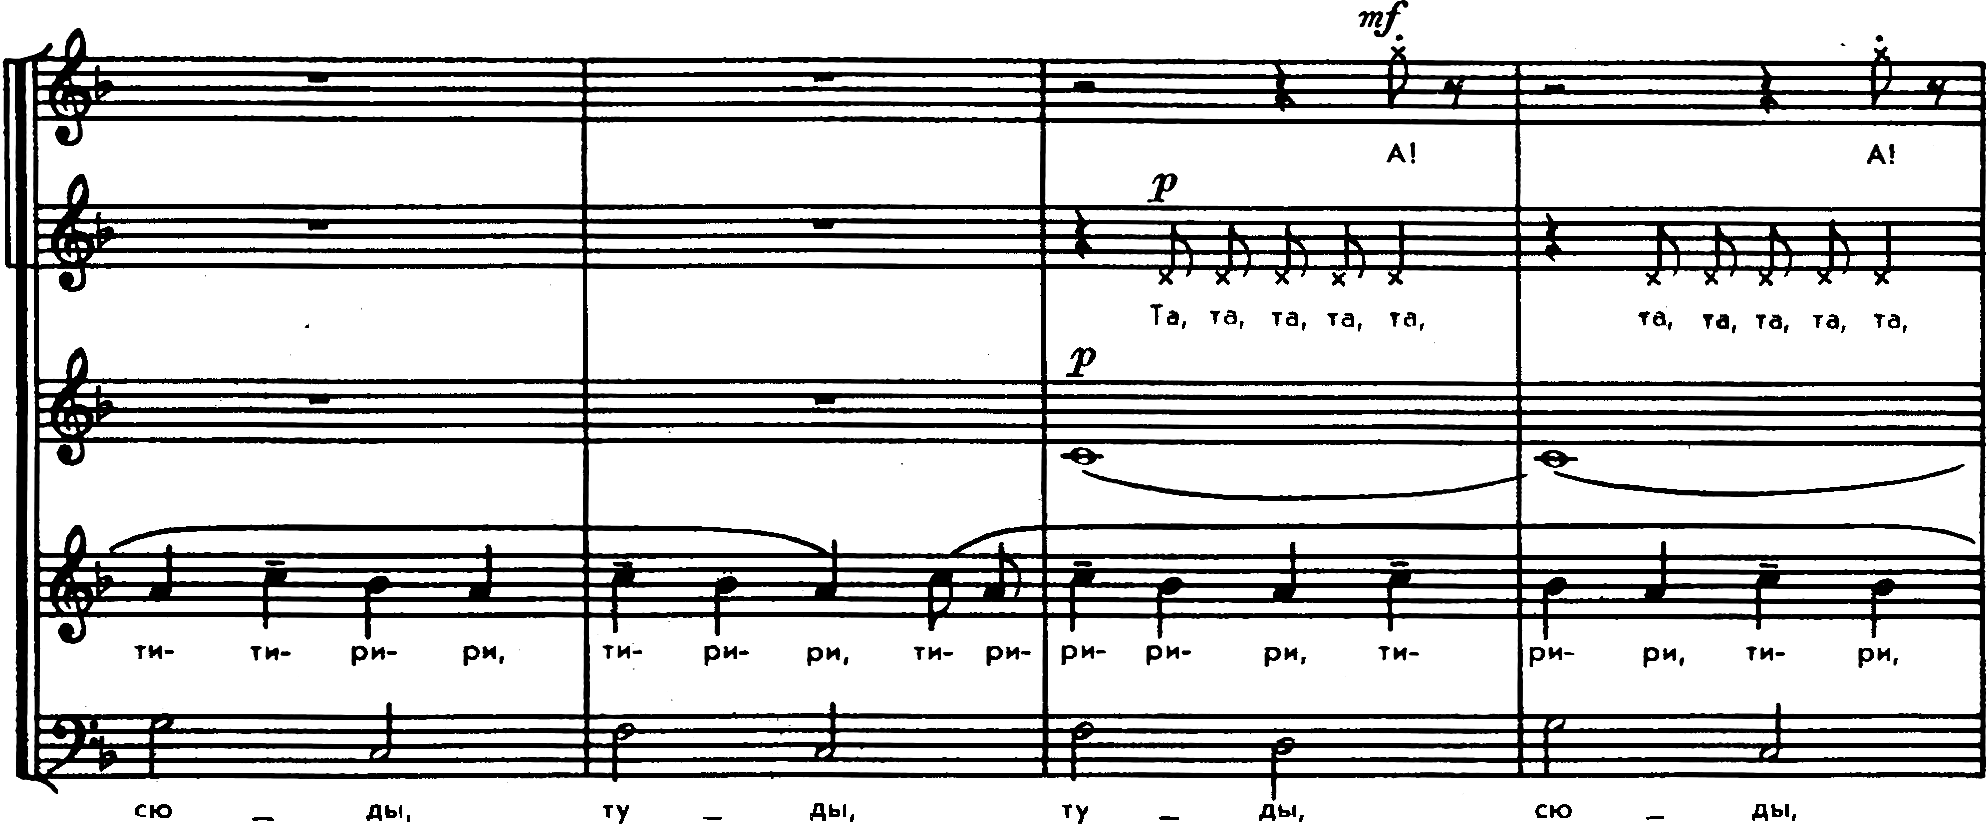 mf
А! А!
p
Та, та, та, та, та, та, та, та, та, та,
p
ти- ти- ри- ри, ти- ри- ри, ти- ри- ри- ри- ри, ти- ри- ри, ти- ри,
сю – ды, ту – ды, ту – ды, сю – ды,